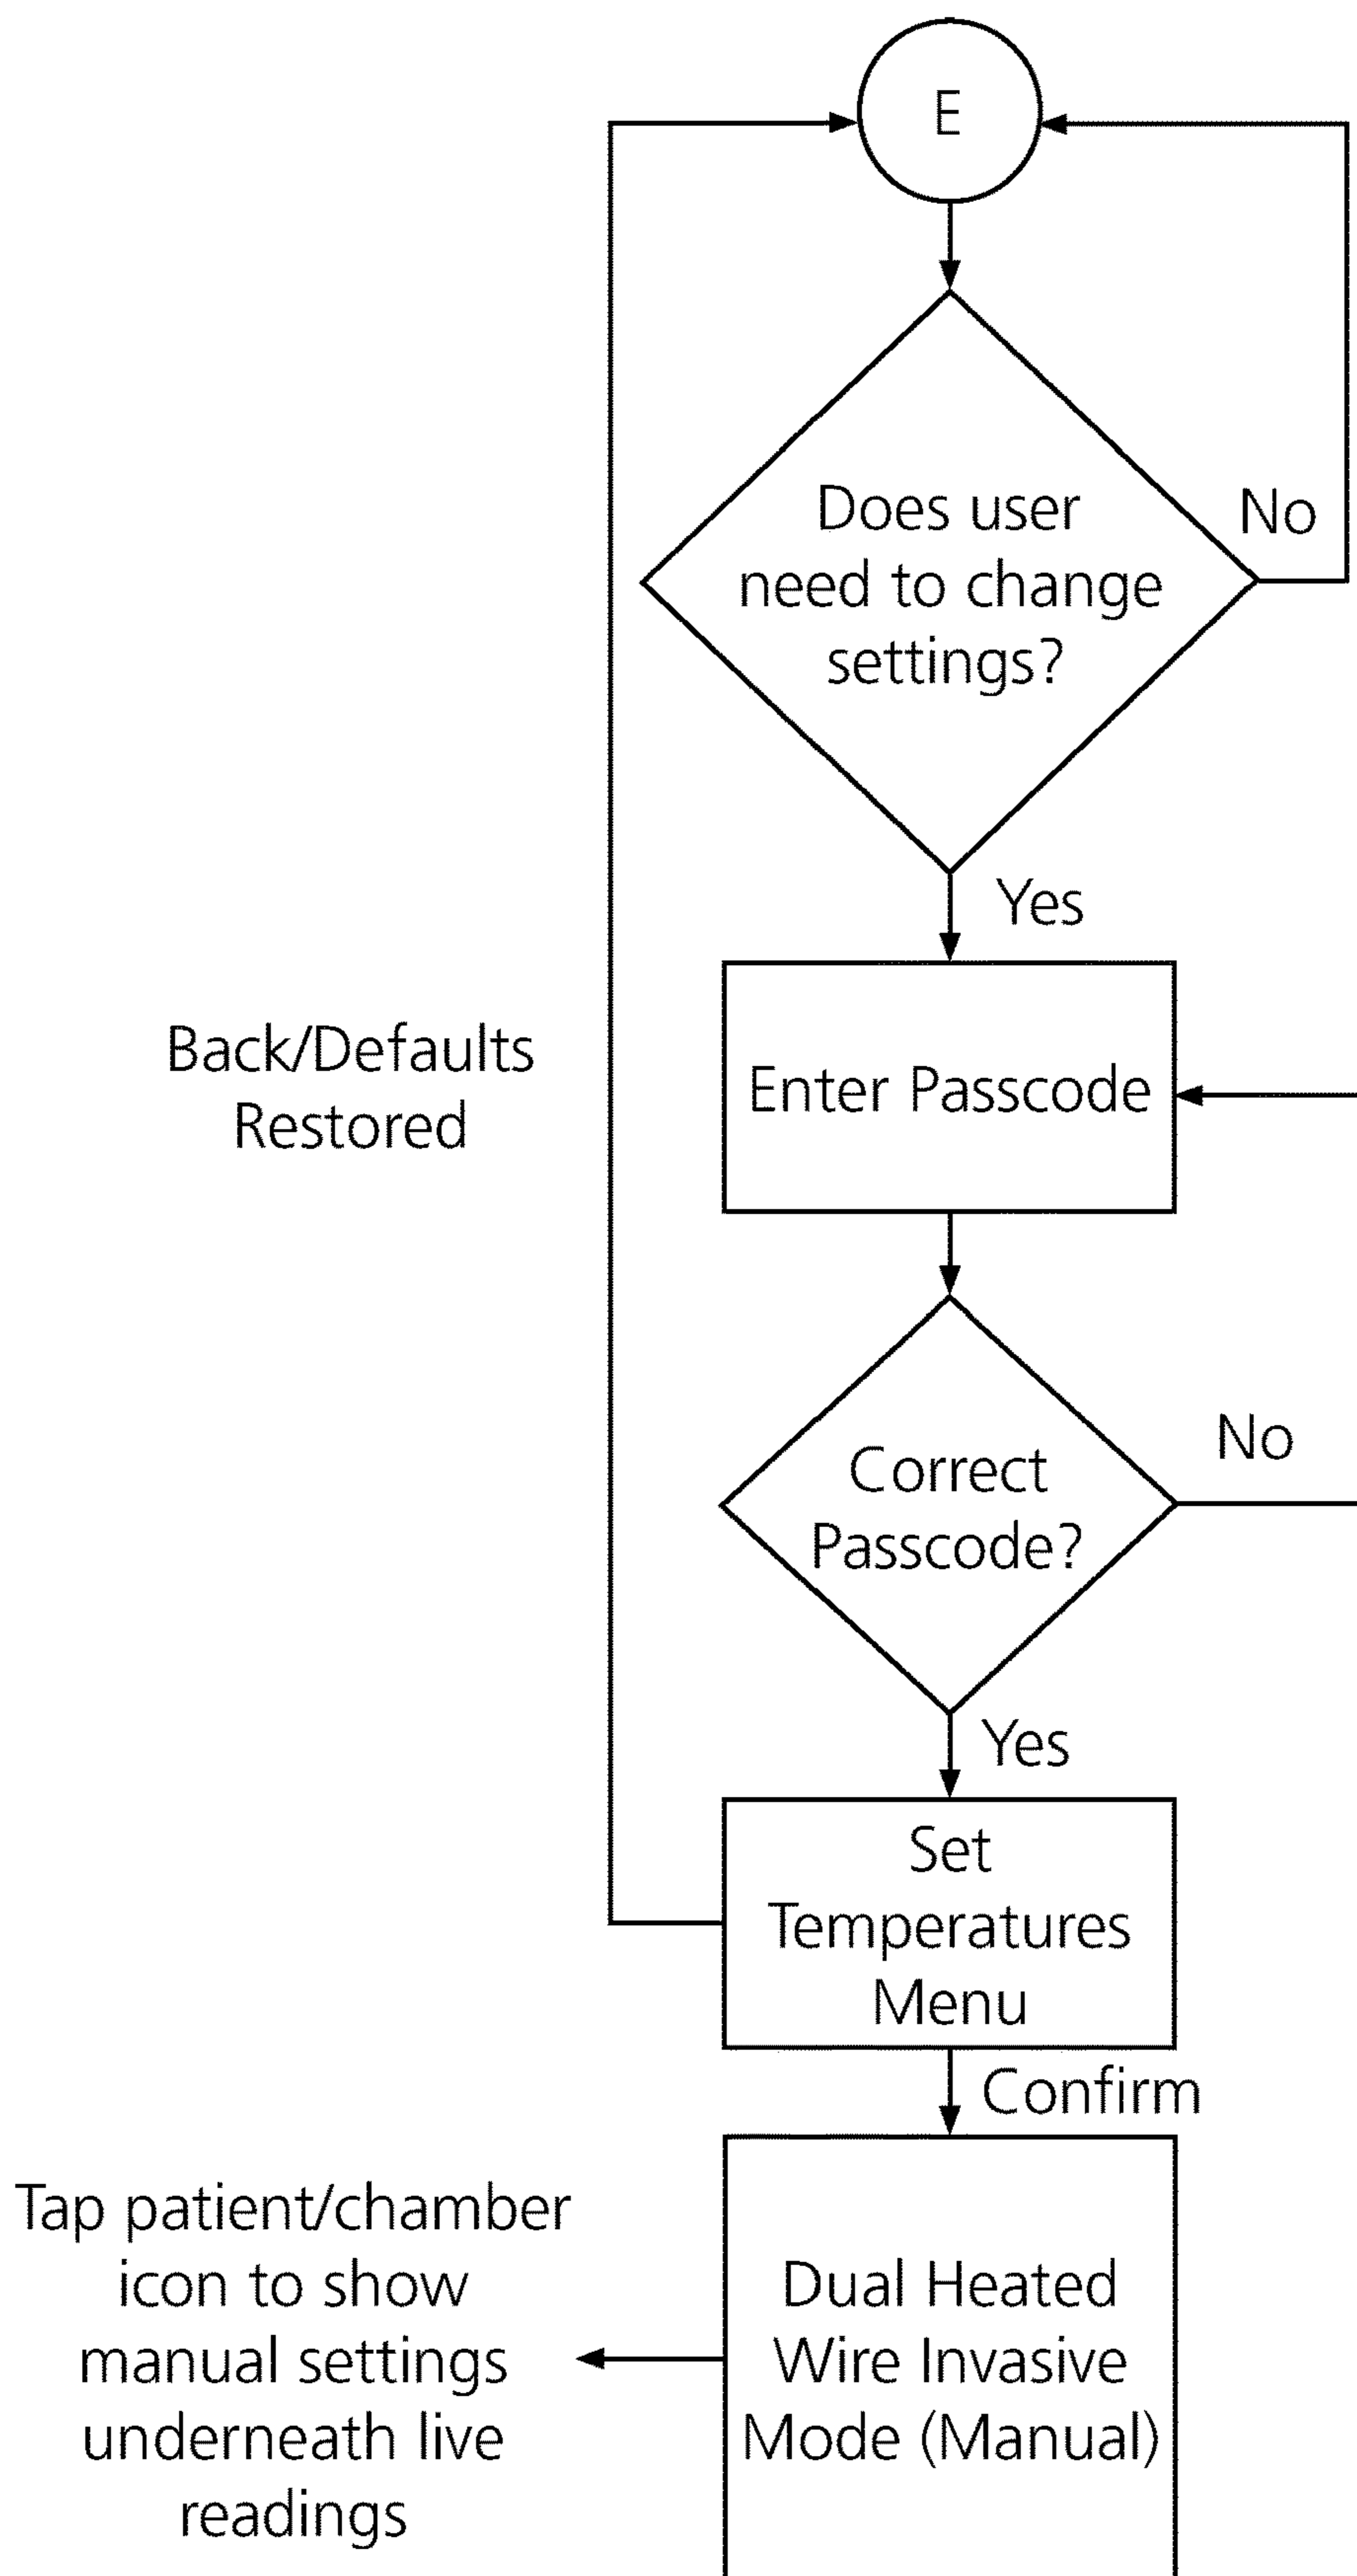 E
Does user
need to change
settings?
No
Yes
Back/Defaults
Restored
Enter Passcode
Correct
Passcode?
No
Yes
Set
Temperatures
Menu
Confirm
Tap patient/chamber
icon to show
manual settings
underneath live
readings
Dual Heated
Wire Invasive
Mode (Manual)